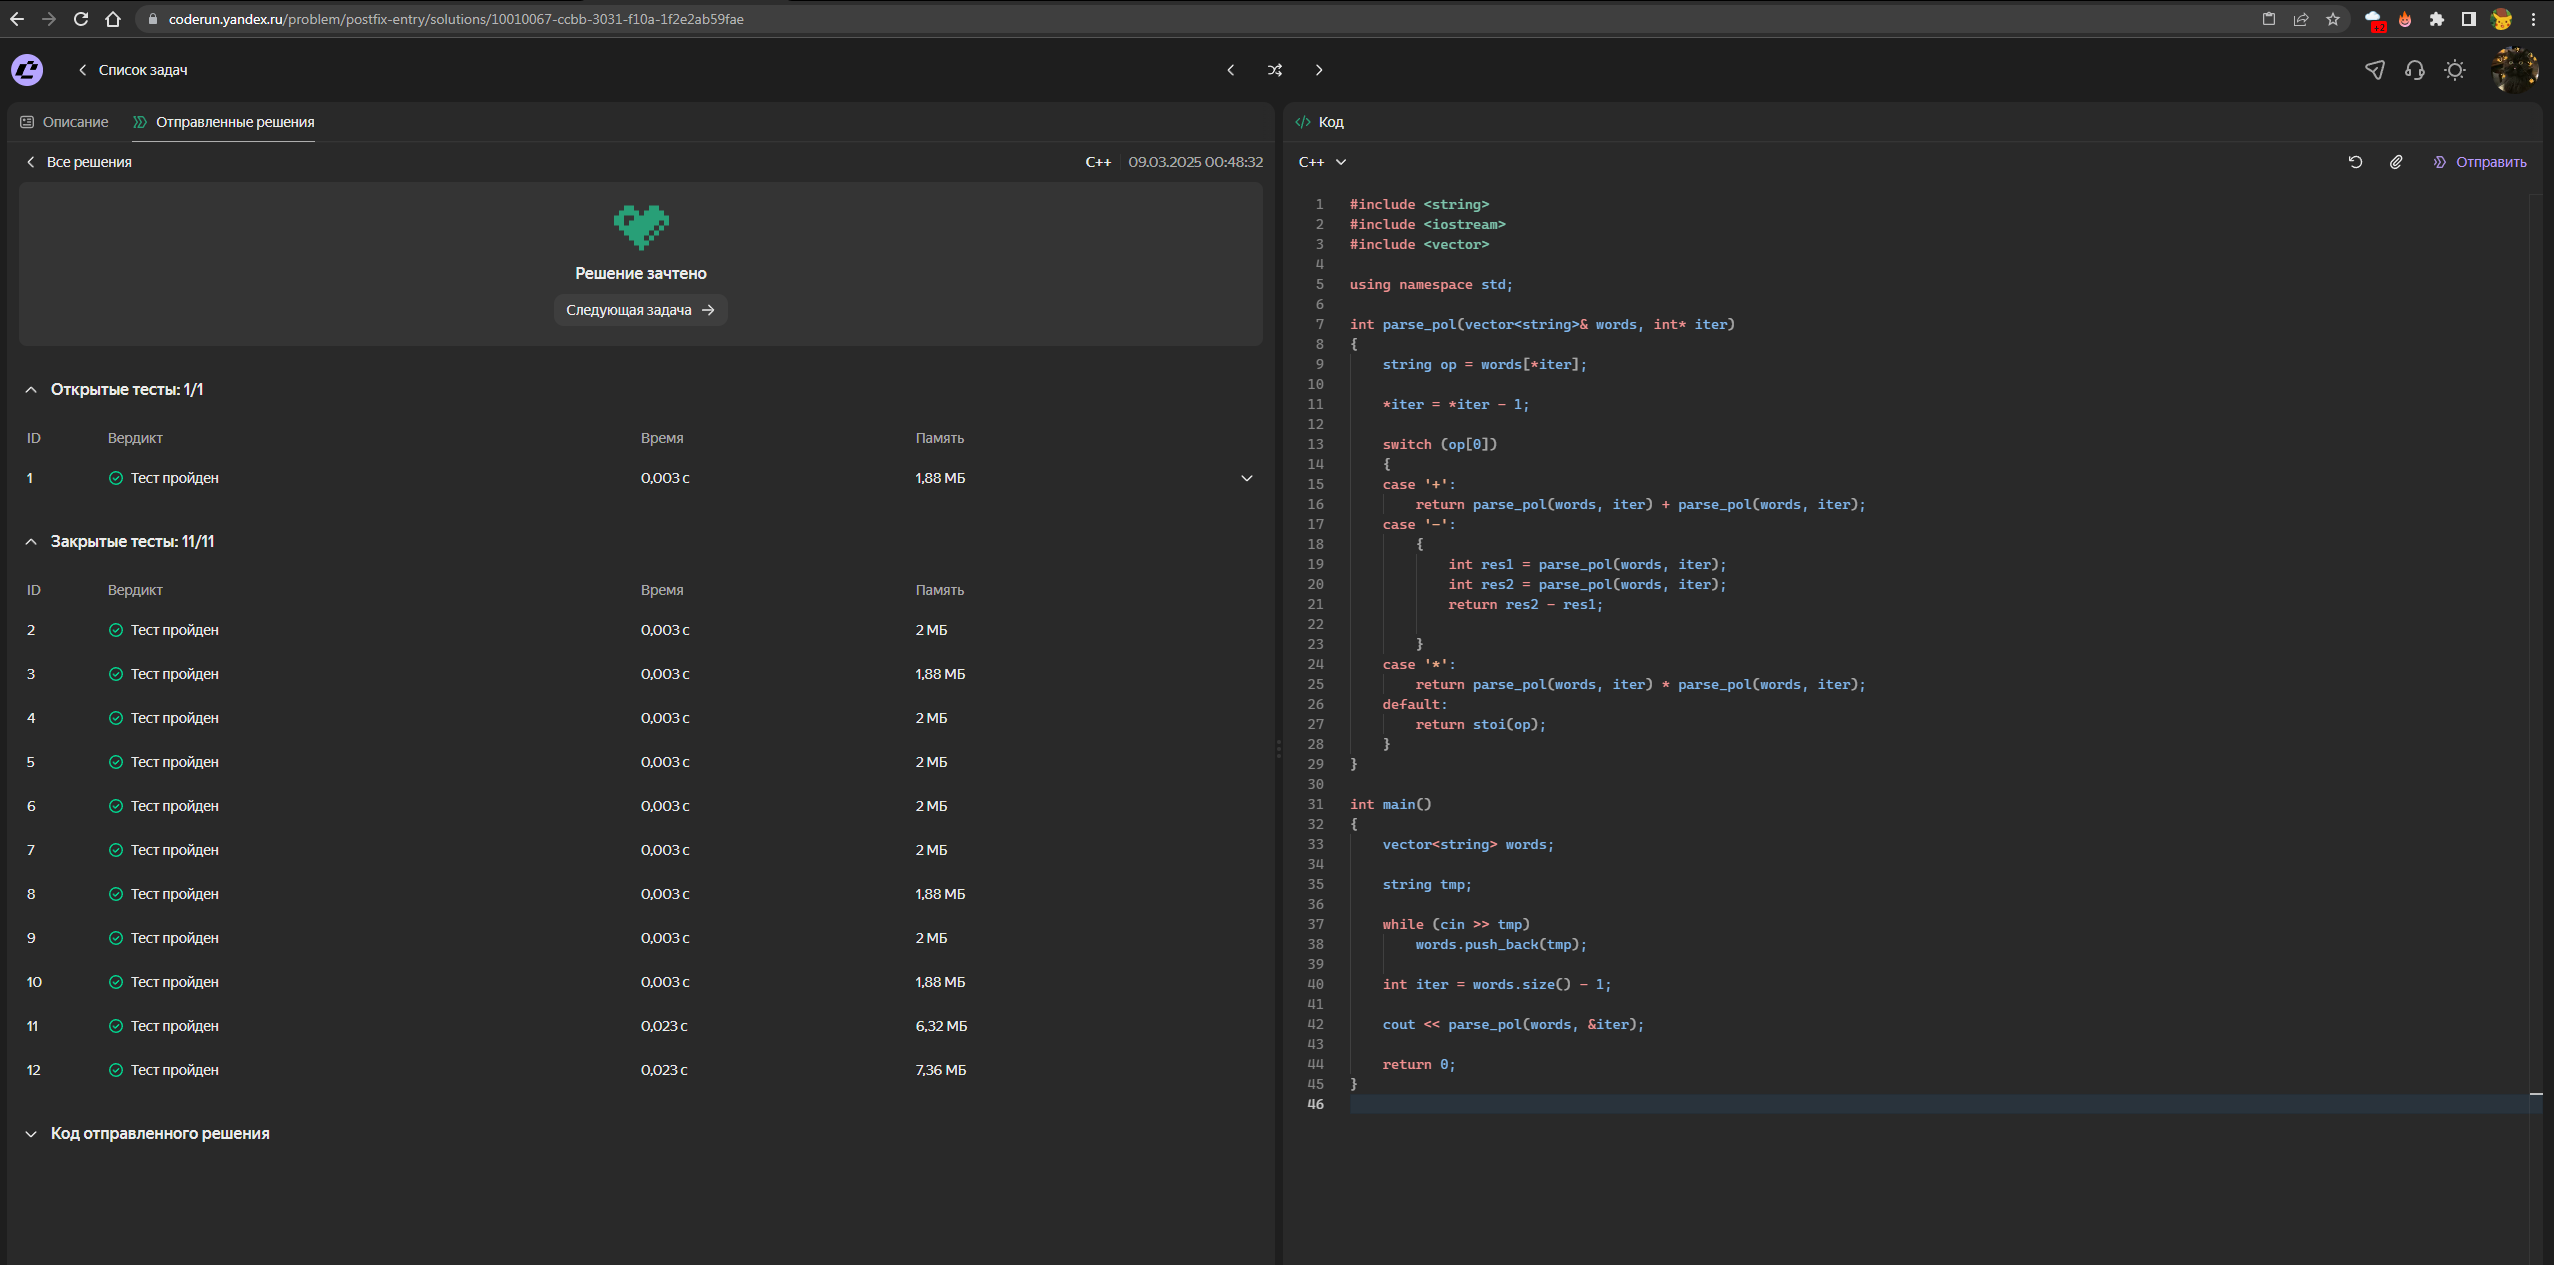 coderun.yandex.ru/problem/postfix-entry/solutions/10010067-ccbb-3031-f10a-1f2e2ab59fae
+2
Список задач
Описание
Отправленные решения
Все решения
C++
09.03.2025 00:48:32
Решение зачтено
Следующая задача
Открытые тесты: 1/1
ID Вердикт Время Память
1 Тест пройден 0,003 с 1,88 МБ
Закрытые тесты: 11/11
ID Вердикт Время Память
2 Тест пройден 0,003 с 2 МБ
3 Тест пройден 0,003 с 1,88 МБ
4 Тест пройден 0,003 с 2 МБ
5 Тест пройден 0,003 с 2 МБ
6 Тест пройден 0,003 с 2 МБ
7 Тест пройден 0,003 с 2 МБ
8 Тест пройден 0,003 с 1,88 МБ
9 Тест пройден 0,003 с 2 МБ
10 Тест пройден 0,003 с 1,88 МБ
11 Тест пройден 0,023 с 6,32 МБ
12 Тест пройден 0,023 с 7,36 МБ
Код отправленного решения
Код
C++
Отправить
1 #include <string>
2 #include <iostream>
3 #include <vector>
4
5 using namespace std;
6
7 int parse_pol(vector<string>& words, int* iter)
8 {
9     string op = words[*iter];
10
11     *iter = *iter - 1;
12
13     switch (op[0])
14     {
15     case '+':
16         return parse_pol(words, iter) + parse_pol(words, iter);
17     case '-':
18         {
19             int res1 = parse_pol(words, iter);
20             int res2 = parse_pol(words, iter);
21             return res2 - res1;
22
23         }
24     case '*':
25         return parse_pol(words, iter) * parse_pol(words, iter);
26     default:
27         return stoi(op);
28     }
29 }
30
31 int main()
32 {
33     vector<string> words;
34
35     string tmp;
36
37     while (cin >> tmp)
38         words.push_back(tmp);
39
40     int iter = words.size() - 1;
41
42     cout << parse_pol(words, &iter);
43
44     return 0;
45 }
46